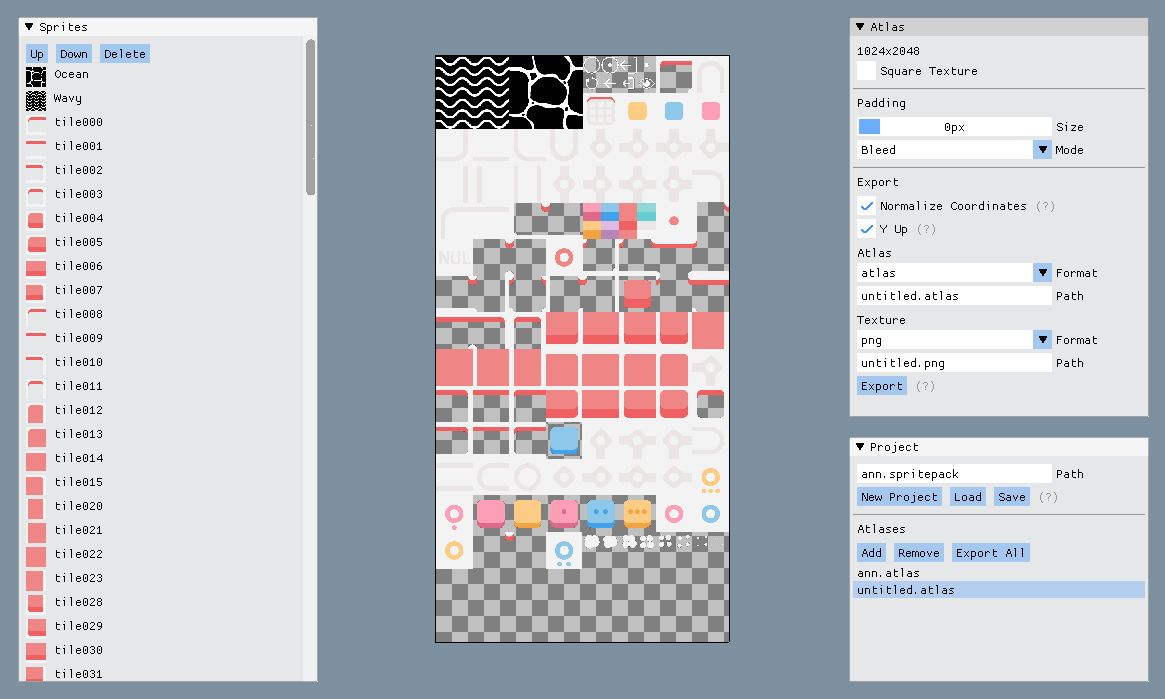 Sprites
Up Down Delete
Ocean
Wavy
tile000
tile001
tile002
tile003
tile004
tile005
tile006
tile007
tile008
tile009
tile010
tile011
tile012
tile013
tile014
tile015
tile020
tile021
tile022
tile023
tile028
tile029
tile030
tile031
NUL
Atlas
1024x2048
Square Texture
Padding
0px Size
Bleed Mode
Export
Normalize Coordinates (?)
Y Up (?)
Atlas
atlas Format
untitled.atlas Path
Texture
png Format
untitled.png Path
Export (?)
Project
ann.spritepack Path
New Project Load Save (?)
Atlases
Add Remove Export All
ann.atlas
untitled.atlas